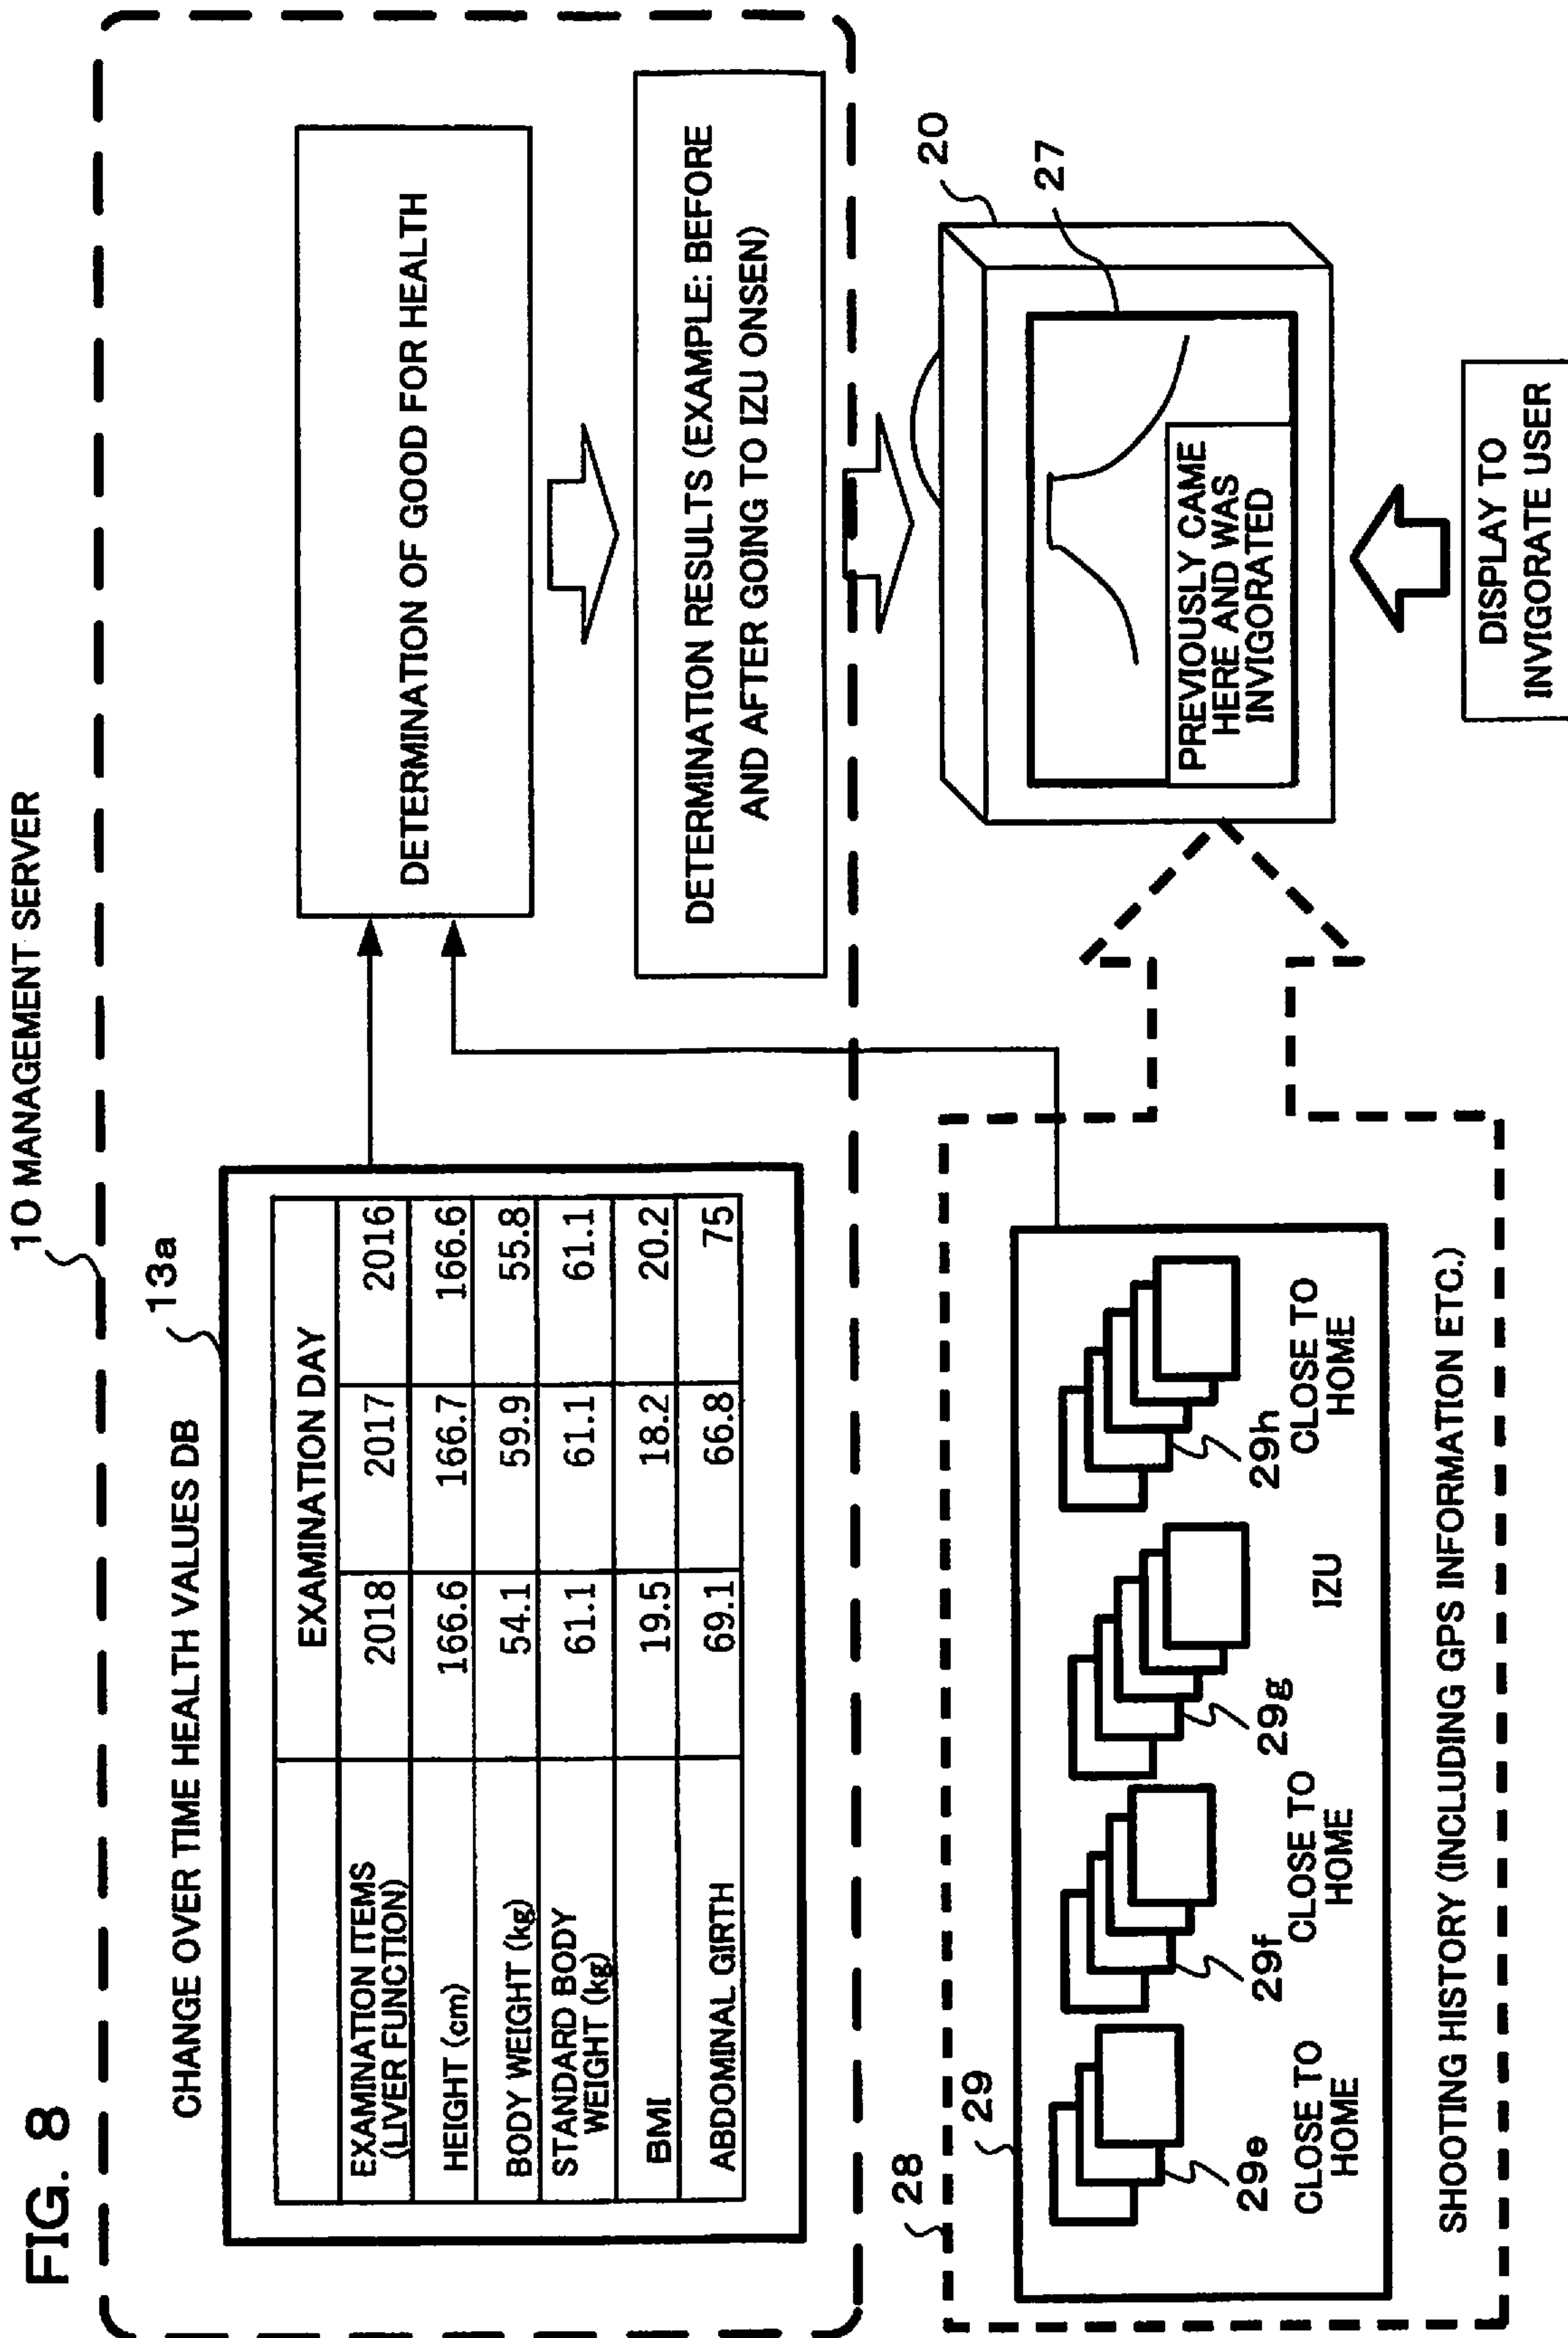 FIG. 8
10 MANAGEMENT SERVER
CHANGE OVER TIME HEALTH VALUES DB
13a
EXAMINATION DAY
EXAMINATION ITEMS
(LIVER FUNCTION)
2018 2017 2016
HEIGHT (cm) 166.6 166.7 166.6
BODY WEIGHT (kg) 54.1 59.9 55.8
STANDARD BODY
WEIGHT (kg)
61.1 61.1 61.1
BMI 19.5 18.2 20.2
ABDOMINAL GIRTH 69.1 66.8 75
DETERMINATION OF GOOD FOR HEALTH
DETERMINATION RESULTS (EXAMPLE: BEFORE
AND AFTER GOING TO IZU ONSEN)
28
29
29e
CLOSE TO
HOME
29f
CLOSE TO
HOME
29g
IZU
29h
CLOSE TO
HOME
SHOOTING HISTORY (INCLUDING GPS INFORMATION ETC.)
20
27
PREVIOUSLY CAME
HERE AND WAS
INVIGORATED
DISPLAY TO
INVIGORATE USER